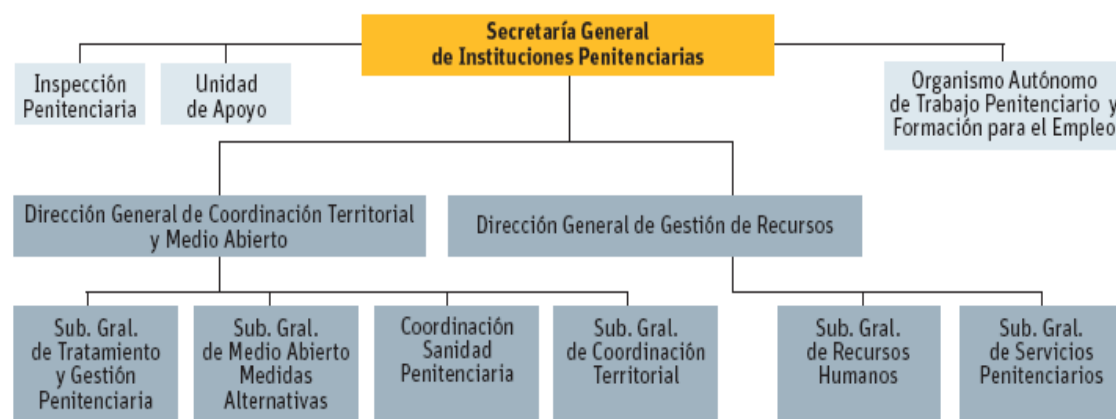 Secretaría General
de Instituciones Penitenciarias
Inspección
Penitenciaria
Unidad
de Apoyo
Organismo Autónomo
de Trabajo Penitenciario y
Formación para el Empleo
Dirección General de Coordinación Territorial
y Medio Abierto
Dirección General de Gestión de Recursos
Sub. Gral.
de Tratamiento
y Gestión
Penitenciaria
Sub. Gral.
de Medio Abierto
Medidas
Alternativas
Coordinación
Sanidad
Penitenciaria
Sub. Gral.
de Coordinación
Territorial
Sub. Gral.
de Recursos
Humanos
Sub. Gral.
de Servicios
Penitenciarios